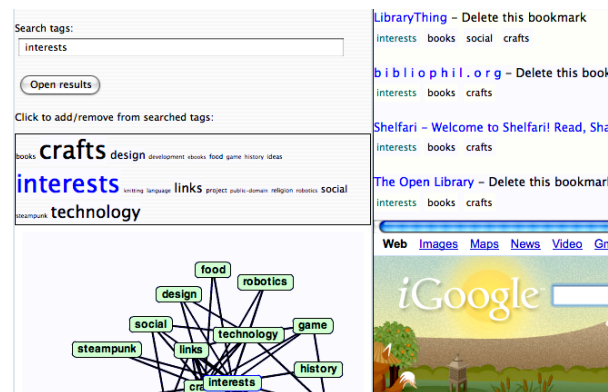 Search tags:
interests
Open results
Click to add/remove from searched tags:
books crafts design development ebooks food game history ideas
interests knitting language links project public-domain religion robotics social
steampunk technology
food
robotics
design
social
technology
game
steampunk
links
history
interests
LibraryThing – Delete this bookmark
interests books social crafts
bibliophil.org – Delete this book
interests books crafts
Shelfari – Welcome to Shelfari! Read, Sha
interests books crafts
The Open Library – Delete this bookmark
interests books crafts
Web Images Maps News Video Gm
iGoogle™